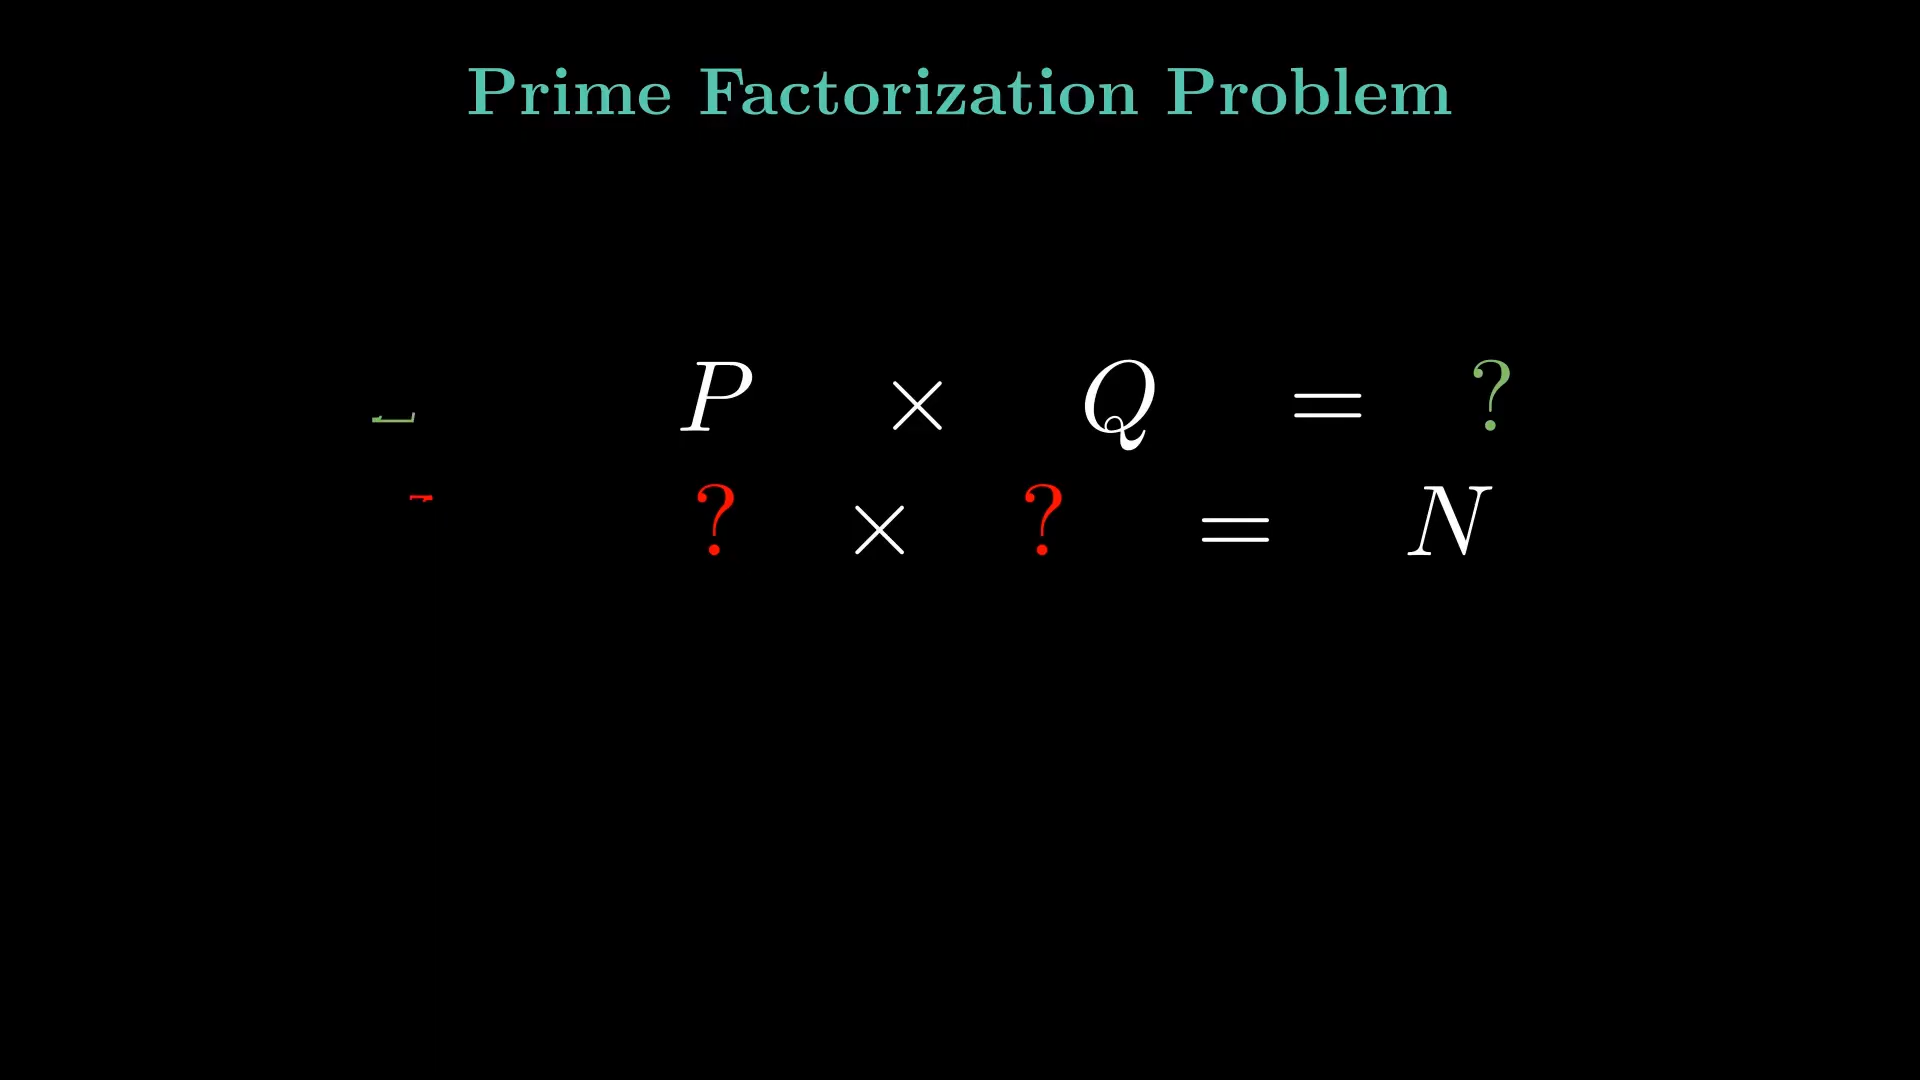 Prime Factorization Problem
P × Q = ?
? × ? = N